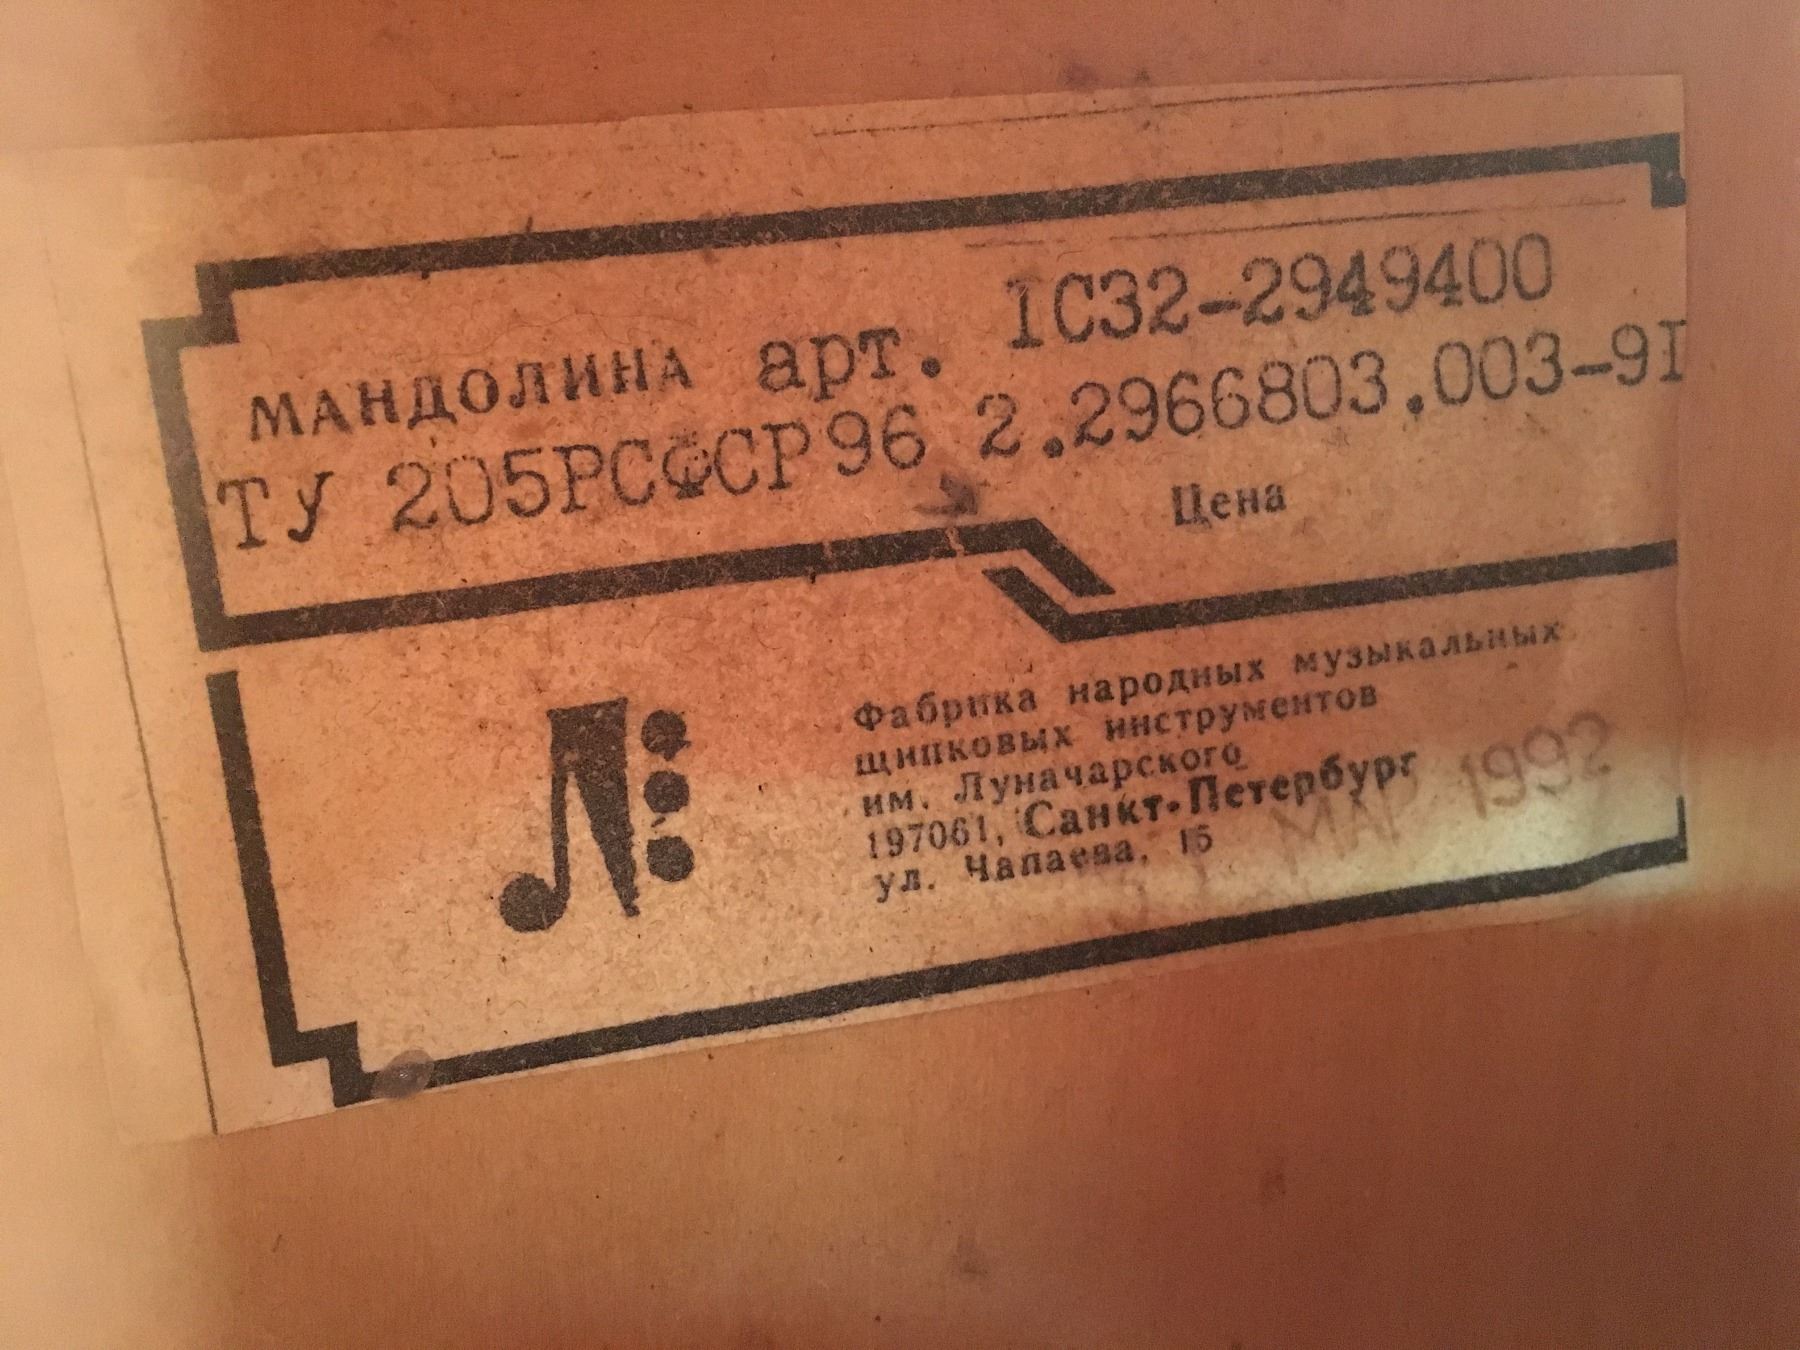 МАНДОЛИНА арт. 1С32-2949400
ТУ 205РСФСР96 2.2966803.003-9I
Цена
Фабрика народных музыкальных
щипковых инструментов
им. Луначарского
197061, Санкт-Петербург
ул. Чапаева, 15
МАР 1992